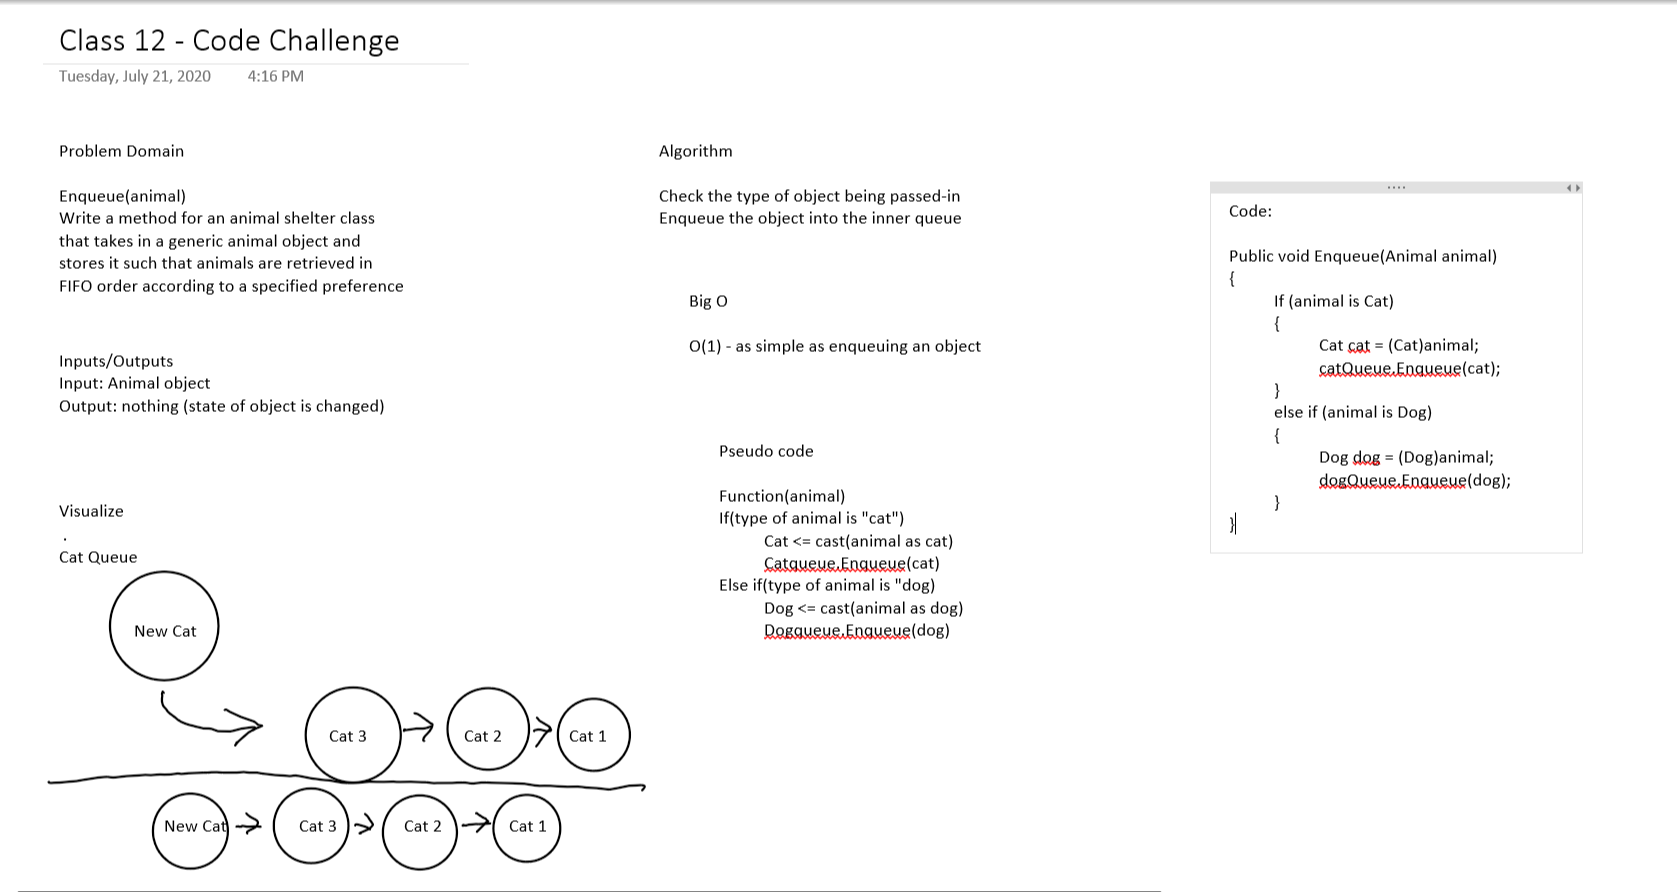 Class 12 - Code Challenge
Tuesday, July 21, 2020 4:16 PM
Problem Domain
Enqueue(animal)
Write a method for an animal shelter class
that takes in a generic animal object and
stores it such that animals are retrieved in
FIFO order according to a specified preference
Inputs/Outputs
Input: Animal object
Output: nothing (state of object is changed)
Visualize
.
Cat Queue
New Cat
Cat 3
Cat 2
Cat 1
New Cat
Cat 3
Cat 2
Cat 1
Algorithm
Check the type of object being passed-in
Enqueue the object into the inner queue
Big O
O(1) - as simple as enqueuing an object
Pseudo code
Function(animal)
If(type of animal is "cat")
Cat <= cast(animal as cat)
Catqueue.Enqueue(cat)
Else if(type of animal is "dog)
Dog <= cast(animal as dog)
Dogqueue.Enqueue(dog)
Code:
Public void Enqueue(Animal animal)
{
If (animal is Cat)
{
Cat cat = (Cat)animal;
catQueue.Enqueue(cat);
}
else if (animal is Dog)
{
Dog dog = (Dog)animal;
dogQueue.Enqueue(dog);
}
}